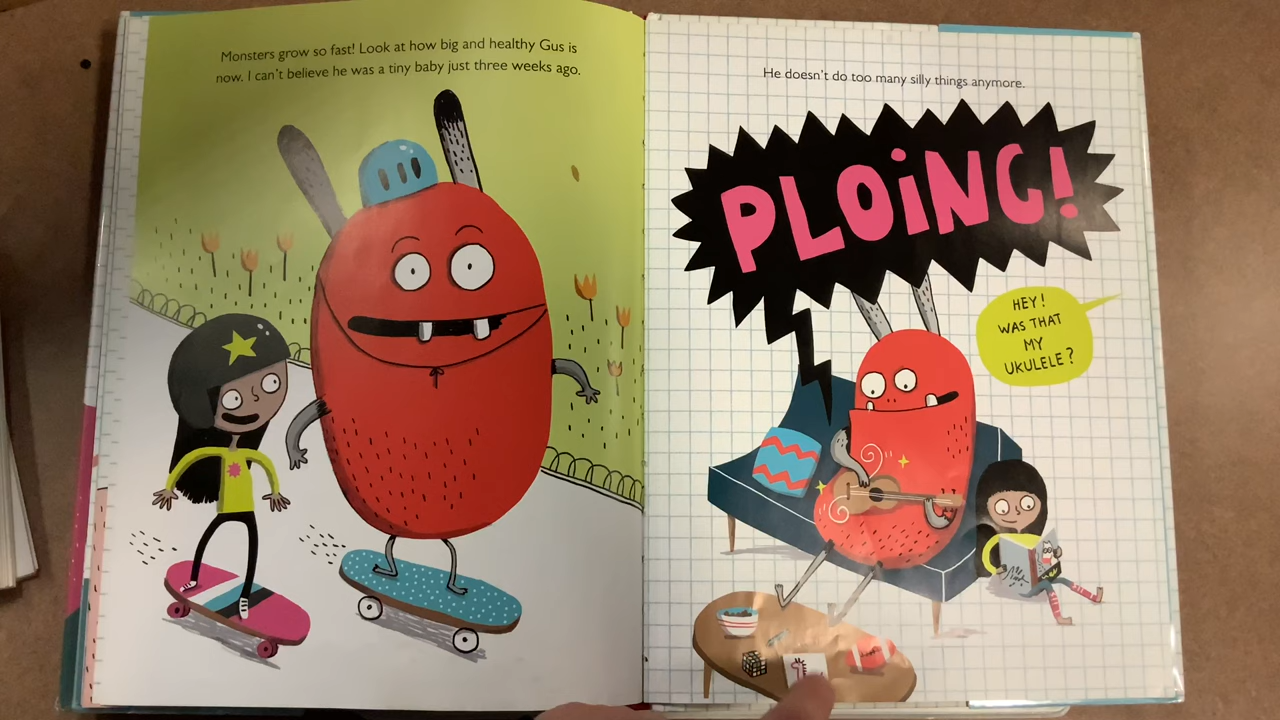 Monsters grow so fast! Look at how big and healthy Gus is
now. I can't believe he was a tiny baby just three weeks ago.
He doesn't do too many silly things anymore.
PLOiNG!
HEY!
WAS THAT
MY
UKULELE?